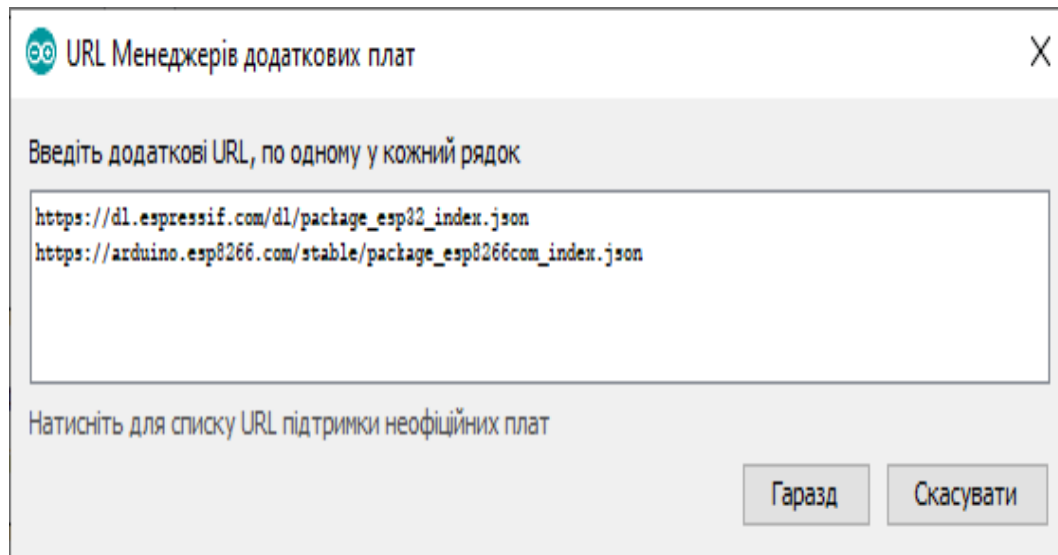 URL Менеджерів додаткових плат
Введіть додаткові URL, по одному у кожний рядок
https://dl.espressif.com/dl/package_esp32_index.json
https://arduino.esp8266.com/stable/package_esp8266com_index.json
Натисніть для списку URL підтримки неофіційних плат
Гаразд Скасувати